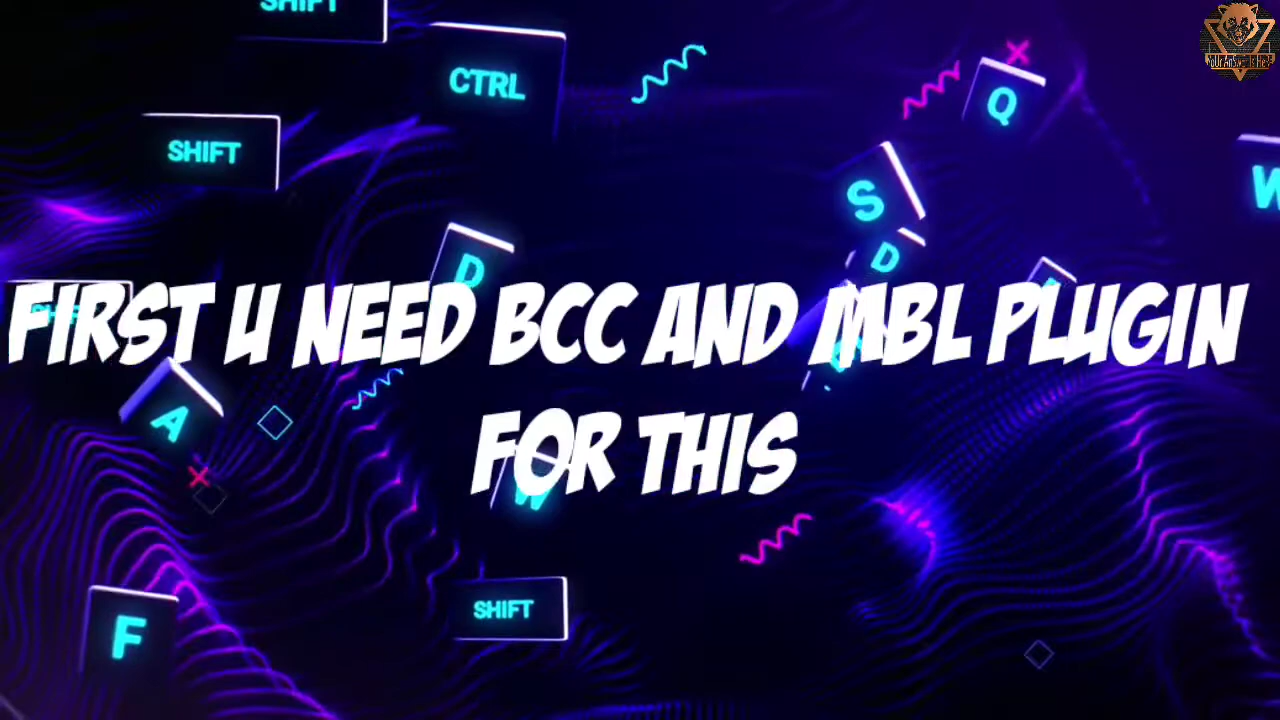 SHIFT
CTRL
Q
SHIFT
S
W
D
D
FIRST U NEED BCC AND MBL PLUGIN
FOR THIS
A
W
SHIFT
F